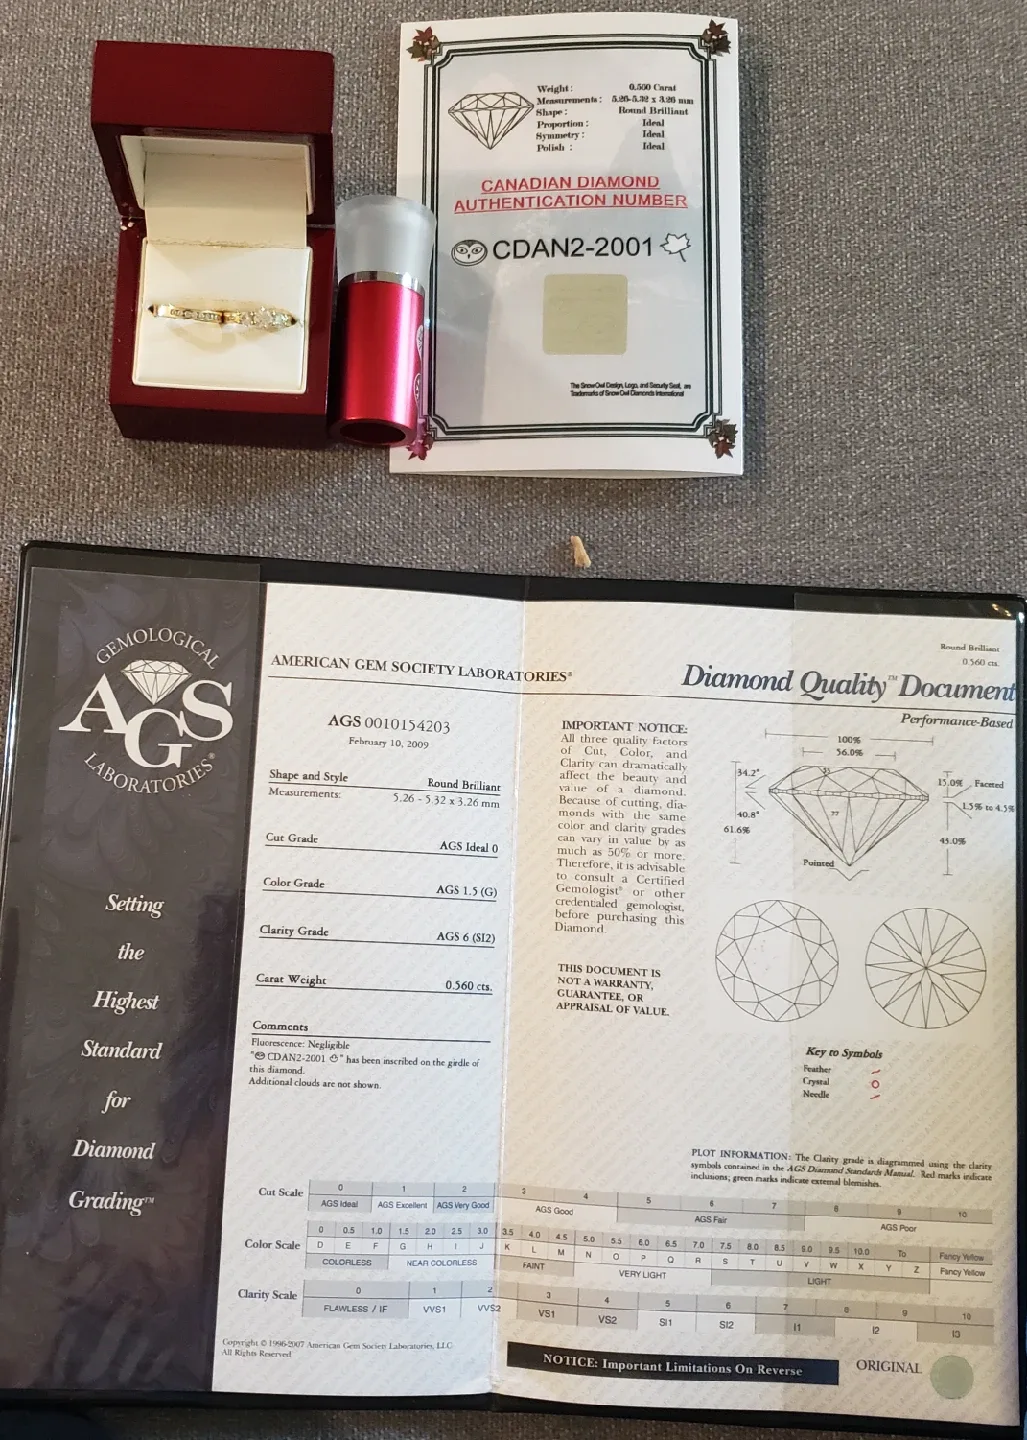 Weight: 0.560 Carat
Measurements: 5.26-5.32 x 3.26 mm
Shape: Round Brilliant
Proportion: Ideal
Symmetry: Ideal
Polish: Ideal
CANADIAN DIAMOND
AUTHENTICATION NUMBER
CDAN2-2001
The SnowOwl Design, Logo, and Security Seal, are
Trademarks of SnowOwl Diamonds International
GEMOLOGICAL
AGS
LABORATORIES®
Setting
the
Highest
Standard
for
Diamond
Grading™
AMERICAN GEM SOCIETY LABORATORIES®
AGS 0010154203
February 10, 2009
Shape and Style Round Brilliant
Measurements: 5.26 - 5.32 x 3.26 mm
Cut Grade AGS Ideal 0
Color Grade AGS 1.5 (G)
Clarity Grade AGS 6 (SI2)
Carat Weight 0.560 cts.
Comments
Fluorescence: Negligible
" CDAN2-2001 " has been inscribed on the girdle of
this diamond.
Additional clouds are not shown.
Round Brilliant
0.560 cts.
Diamond Quality™ Document
Performance-Based
IMPORTANT NOTICE:
All three quality factors
of Cut, Color, and
Clarity can dramatically
affect the beauty and
value of a diamond.
Because of cutting, dia-
monds with the same
color and clarity grades
can vary in value by as
much as 50% or more.
Therefore, it is advisable
to consult a Certified
Gemologist® or other
credentialed gemologist,
before purchasing this
Diamond
THIS DOCUMENT IS
NOT A WARRANTY,
GUARANTEE, OR
APPRAISAL OF VALUE.
100%
56.0%
34.2°
15.0% Faceted
1.5% to 4.5%
40.8°
61.6%
77
43.0%
Pointed
Key to Symbols
Feather
Crystal
Needle
PLOT INFORMATION: The Clarity grade is diagrammed using the clarity
symbols contained in the AGS Diamond Standards Manual. Red marks indicate
inclusions; green marks indicate external blemishes.
Cut Scale 0 1 2 3 4 5 6 7 8 9 10
AGS Ideal AGS Excellent AGS Very Good AGS Good AGS Fair AGS Poor
Color Scale 0 0.5 1.0 1.5 2.0 2.5 3.0 3.5 4.0 4.5 5.0 5.5 6.0 6.5 7.0 7.5 8.0 8.5 9.0 9.5 10.0 To Fancy Yellow
D E F G H I J K L M N O P Q R S T U V W X Y Z Fancy Yellow
COLORLESS NEAR COLORLESS FAINT VERY LIGHT LIGHT
Clarity Scale 0 1 2 3 4 5 6 7 8 9 10
FLAWLESS / IF VVS1 VVS2 VS1 VS2 SI1 SI2 I1 I2 I3
Copyright © 1996-2007 American Gem Society Laboratories, LLC
All Rights Reserved
NOTICE: Important Limitations On Reverse
ORIGINAL